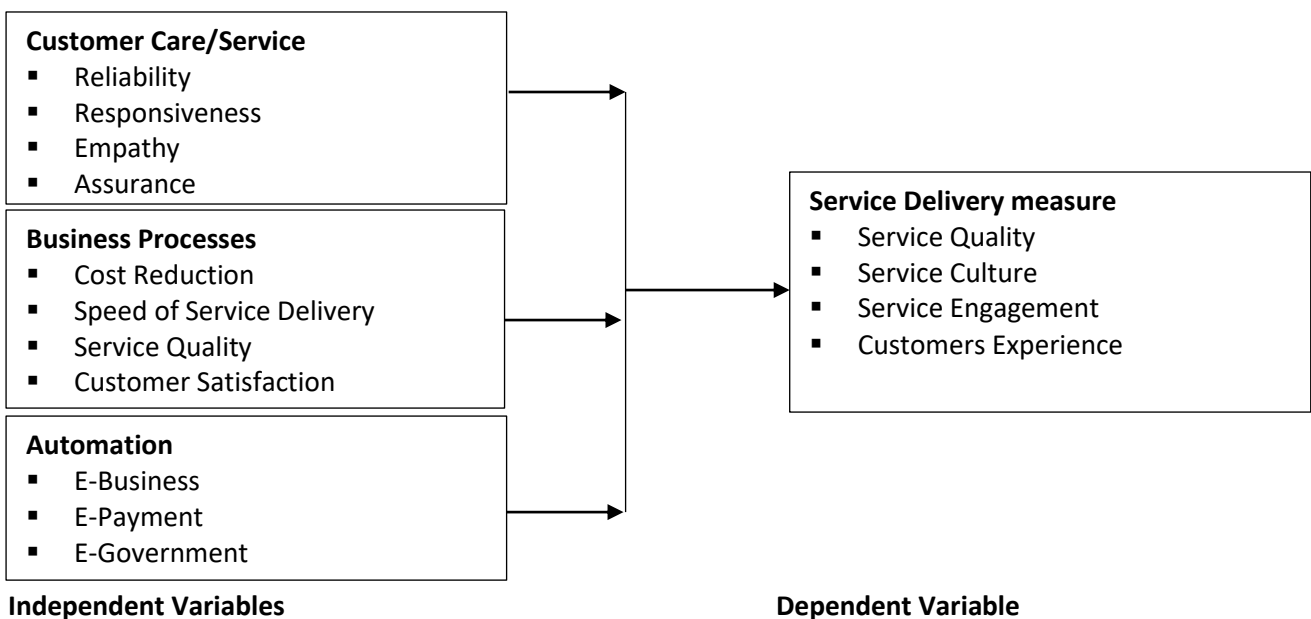 Customer Care/Service
▪ Reliability
▪ Responsiveness
▪ Empathy
▪ Assurance
Business Processes
▪ Cost Reduction
▪ Speed of Service Delivery
▪ Service Quality
▪ Customer Satisfaction
Automation
▪ E-Business
▪ E-Payment
▪ E-Government
Independent Variables
Service Delivery measure
▪ Service Quality
▪ Service Culture
▪ Service Engagement
▪ Customers Experience
Dependent Variable